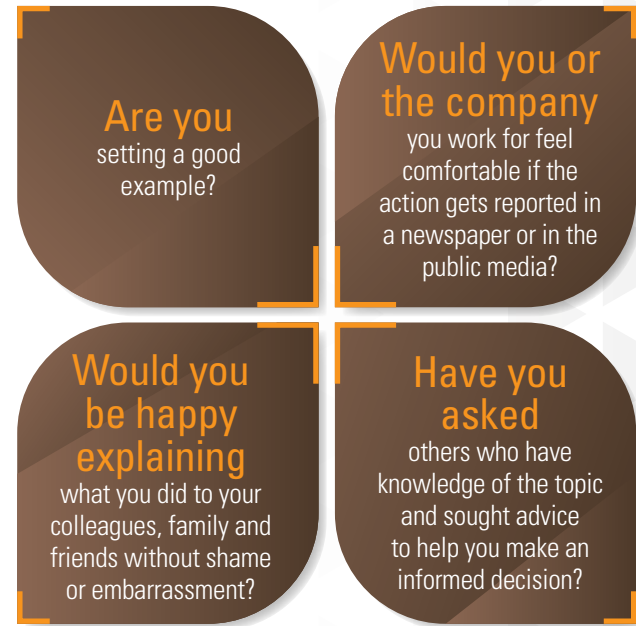 Are you
setting a good
example?
Would you or
the company
you work for feel
comfortable if the
action gets reported in
a newspaper or in the
public media?
Would you
be happy
explaining
what you did to your
colleagues, family and
friends without shame
or embarrassment?
Have you
asked
others who have
knowledge of the topic
and sought advice
to help you make an
informed decision?